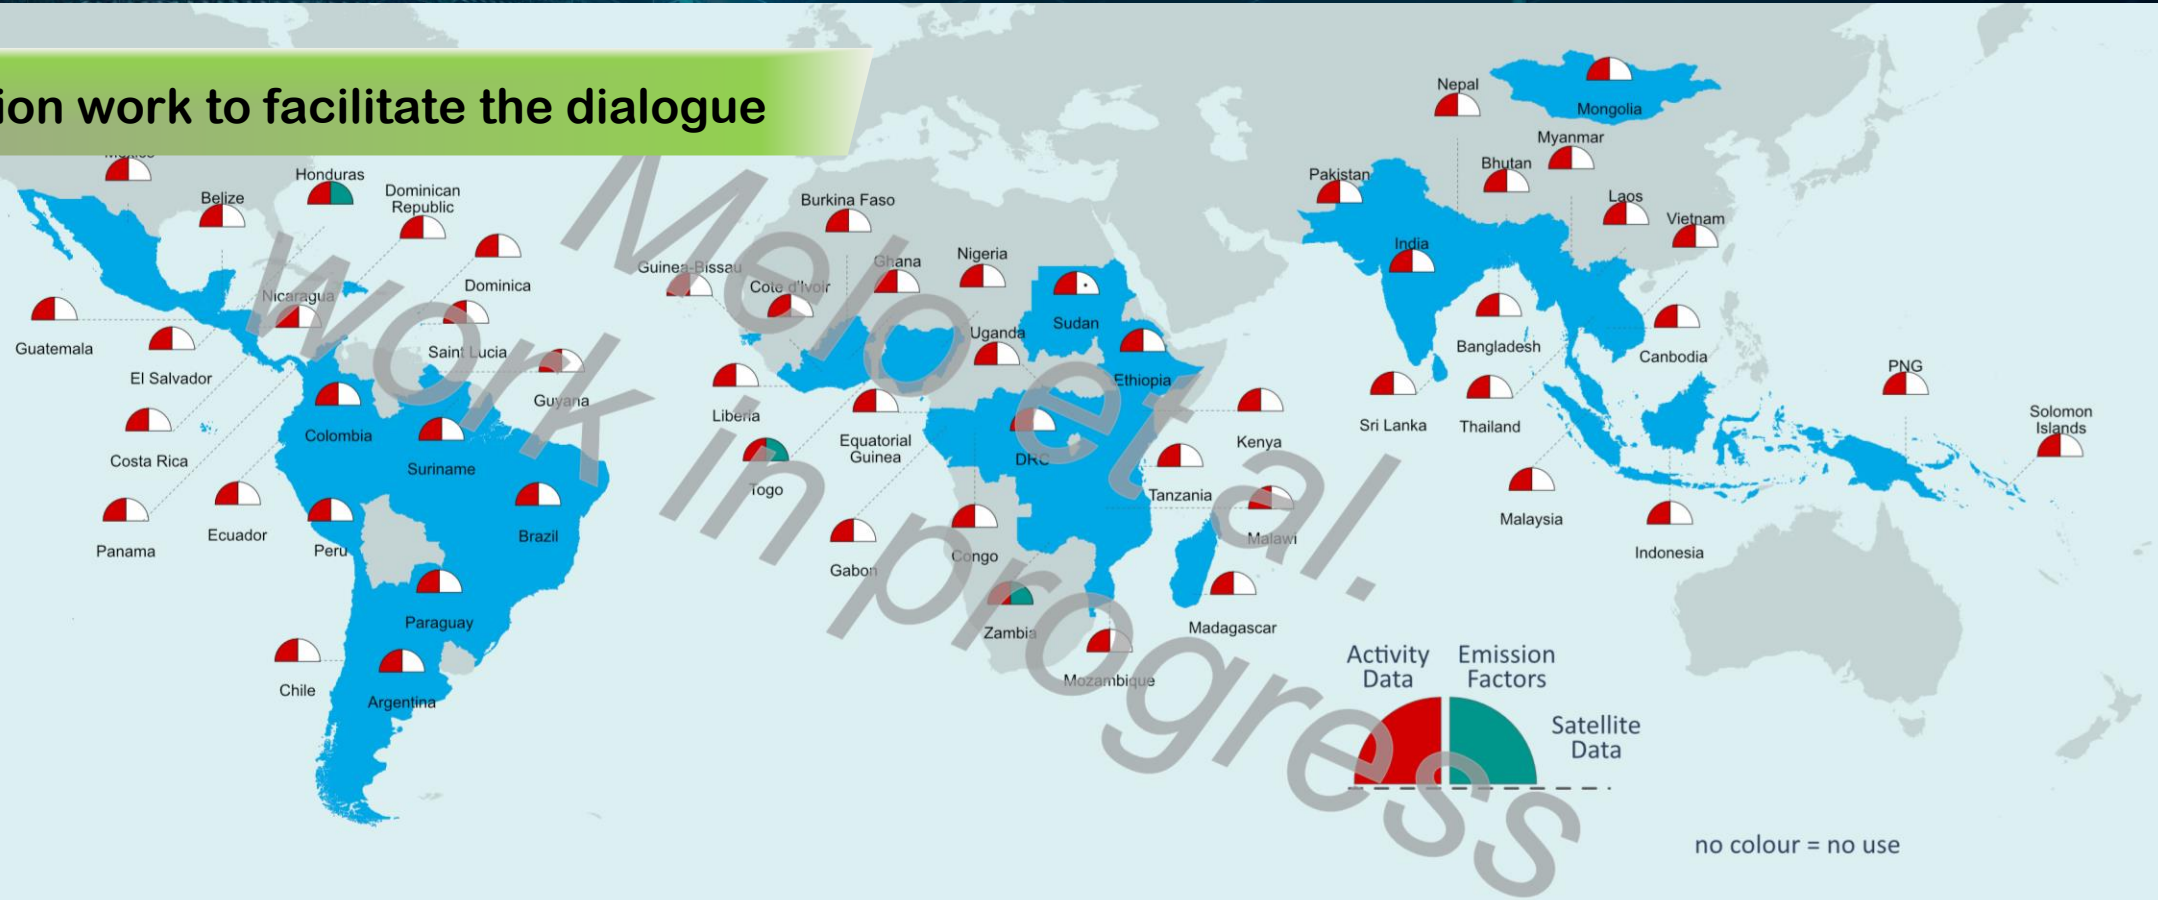 ion work to facilitate the dialogue
Mexico
Honduras
Dominican
Republic
Belize
Dominica
Nicaragua
Guatemala
El Salvador
Saint Lucia
Guyana
Costa Rica
Colombia
Suriname
Panama
Ecuador
Peru
Brazil
Paraguay
Chile
Argentina
Burkina Faso
Guinea-Bissau
Cote d'Ivoir
Ghana
Nigeria
Uganda
Sudan
Ethiopia
Liberia
Togo
Equatorial
Guinea
DRC
Kenya
Tanzania
Malawi
Gabon
Congo
Zambia
Madagascar
Mozambique
Nepal
Mongolia
Myanmar
Bhutan
Pakistan
Laos
Vietnam
India
Bangladesh
Canbodia
Sri Lanka
Thailand
PNG
Solomon
Islands
Malaysia
Indonesia
Activity
Data
Emission
Factors
Satellite
Data
no colour = no use
Melo et al.
work in progress